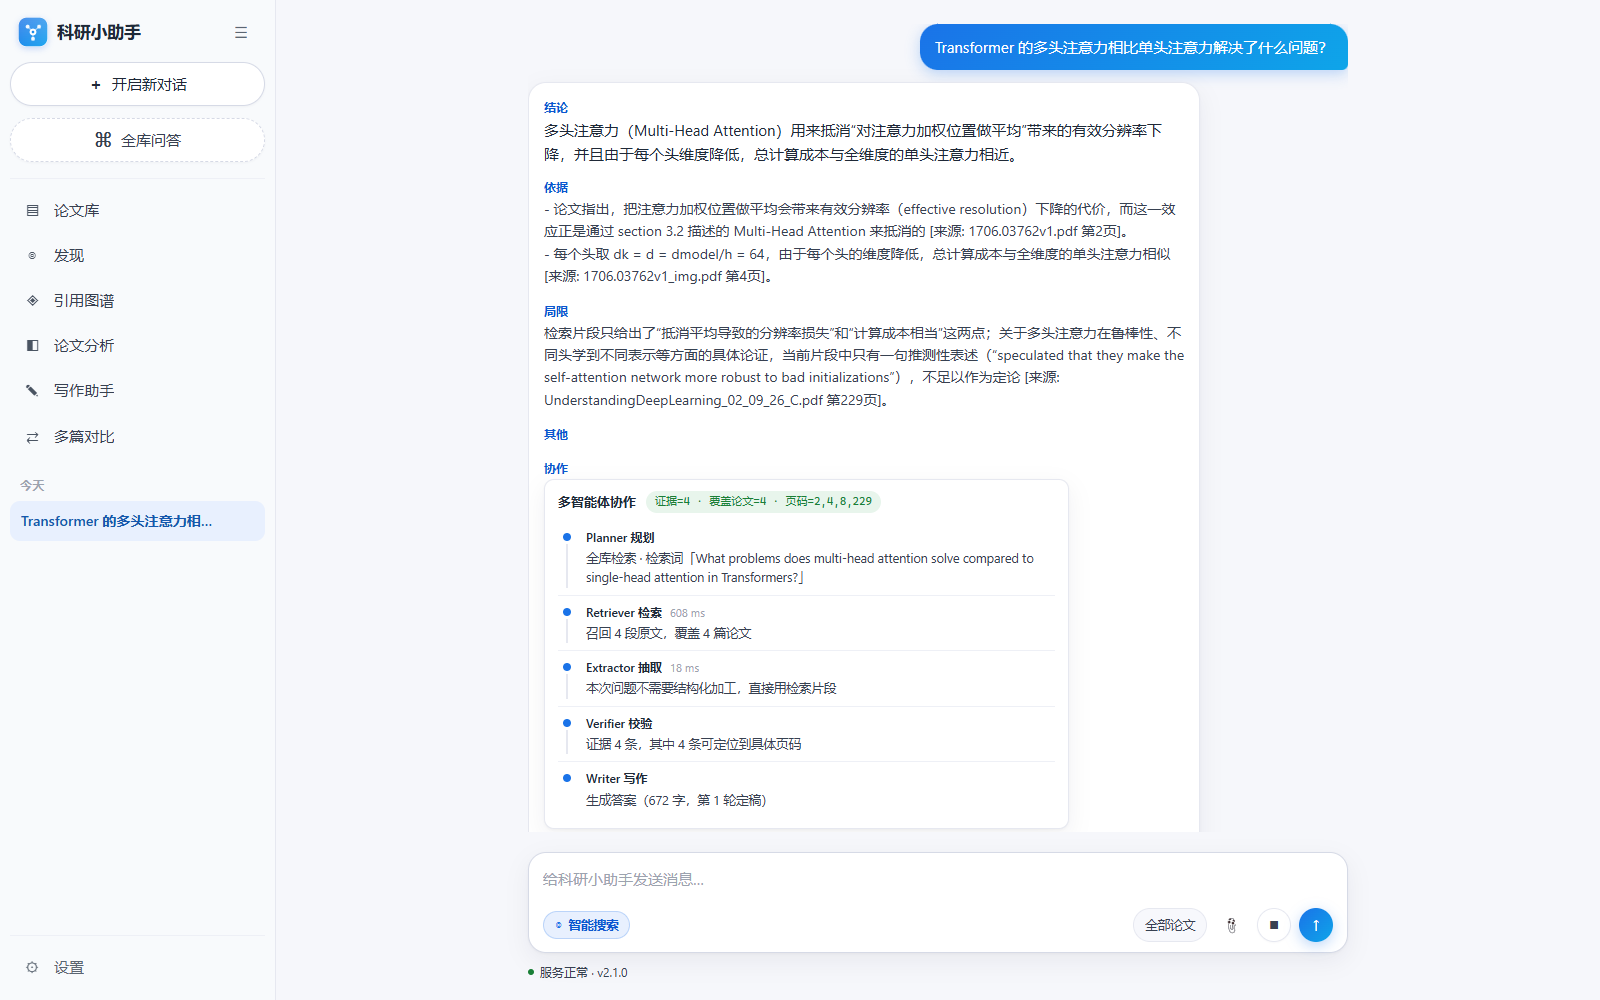 科研小助手
+ 开启新对话
全库问答
论文库
发现
引用图谱
论文分析
写作助手
多篇对比
今天
Transformer 的多头注意力相...
设置
Transformer 的多头注意力相比单头注意力解决了什么问题？
结论
多头注意力（Multi-Head Attention）用来抵消“对注意力加权位置做平均”带来的有效分辨率下
降，并且由于每个头维度降低，总计算成本与全维度的单头注意力相近。
依据
- 论文指出，把注意力加权位置做平均会带来有效分辨率（effective resolution）下降的代价，而这一效
应正是通过 section 3.2 描述的 Multi-Head Attention 来抵消的 [来源: 1706.03762v1.pdf 第2页]。
- 每个头取 dk = d = dmodel/h = 64，由于每个头的维度降低，总计算成本与全维度的单头注意力相似
[来源: 1706.03762v1_img.pdf 第4页]。
局限
检索片段只给出了“抵消平均导致的分辨率损失”和“计算成本相当”这两点；关于多头注意力在鲁棒性、不
同头学到不同表示等方面的具体论证，当前片段中只有一句推测性表述（“speculated that they make the
self-attention network more robust to bad initializations”），不足以作为定论 [来源:
UnderstandingDeepLearning_02_09_26_C.pdf 第229页]。
其他
协作
多智能体协作 证据=4 · 覆盖论文=4 · 页码=2,4,8,229
Planner 规划
全库检索 · 检索词「What problems does multi-head attention solve compared to
single-head attention in Transformers?」
Retriever 检索 608 ms
召回 4 段原文，覆盖 4 篇论文
Extractor 抽取 18 ms
本次问题不需要结构化加工，直接用检索片段
Verifier 校验
证据 4 条，其中 4 条可定位到具体页码
Writer 写作
生成答案（672 字，第 1 轮定稿）
给科研小助手发送消息...
智能搜索
全部论文
服务正常 · v2.1.0